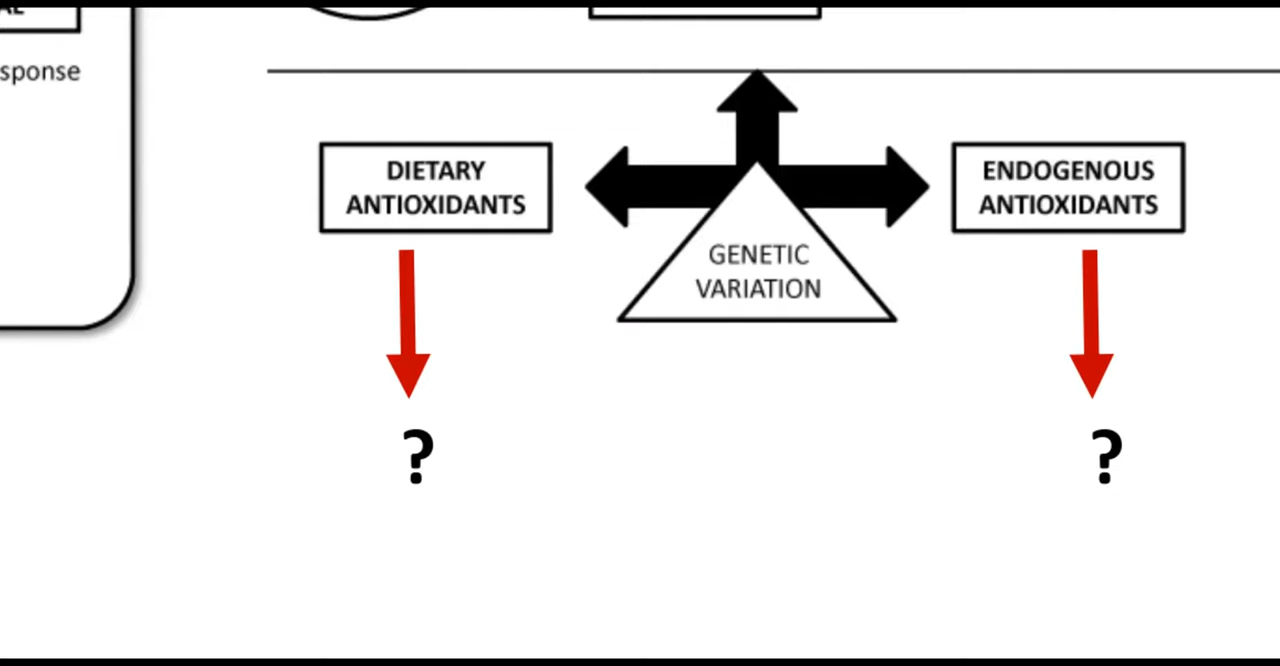 sponse
DIETARY
ANTIOXIDANTS
GENETIC
VARIATION
ENDOGENOUS
ANTIOXIDANTS
?
?